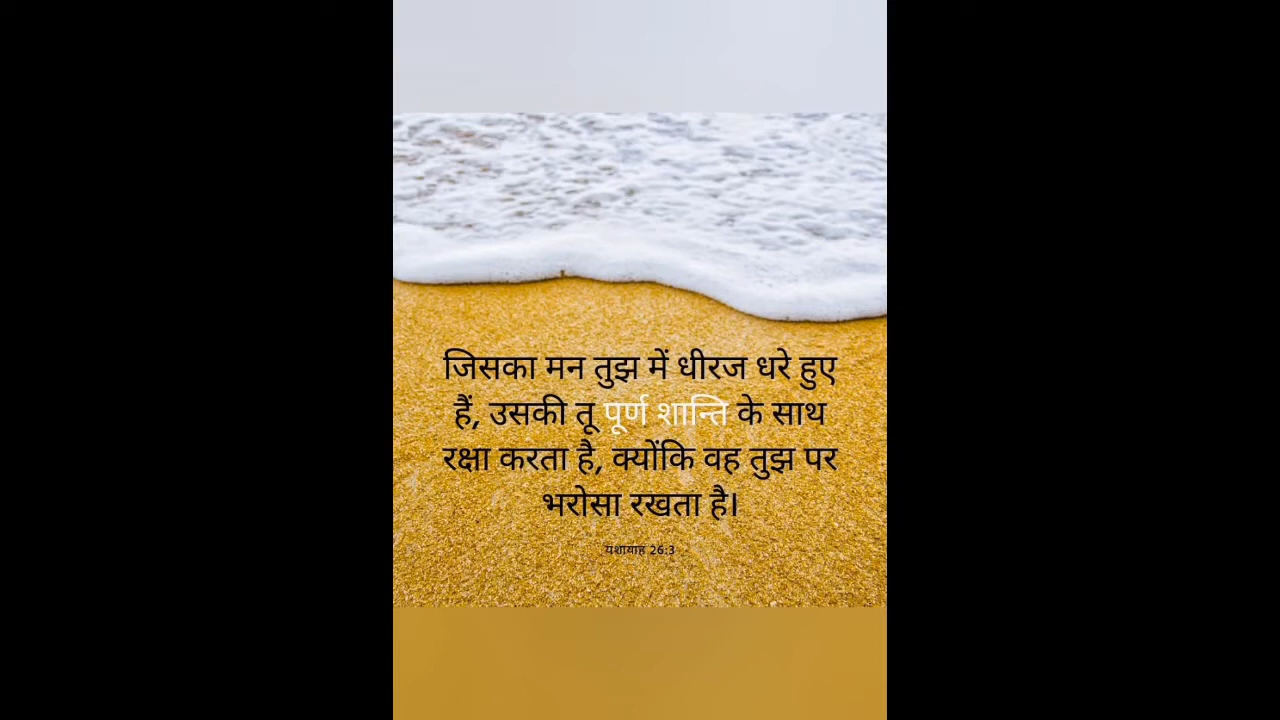 जिसका मन तुझ में धीरज धरे हुए
हैं, उसकी तू पूर्ण शान्ति के साथ
रक्षा करता है, क्योंकि वह तुझ पर
भरोसा रखता है।
यशायाह 26:3